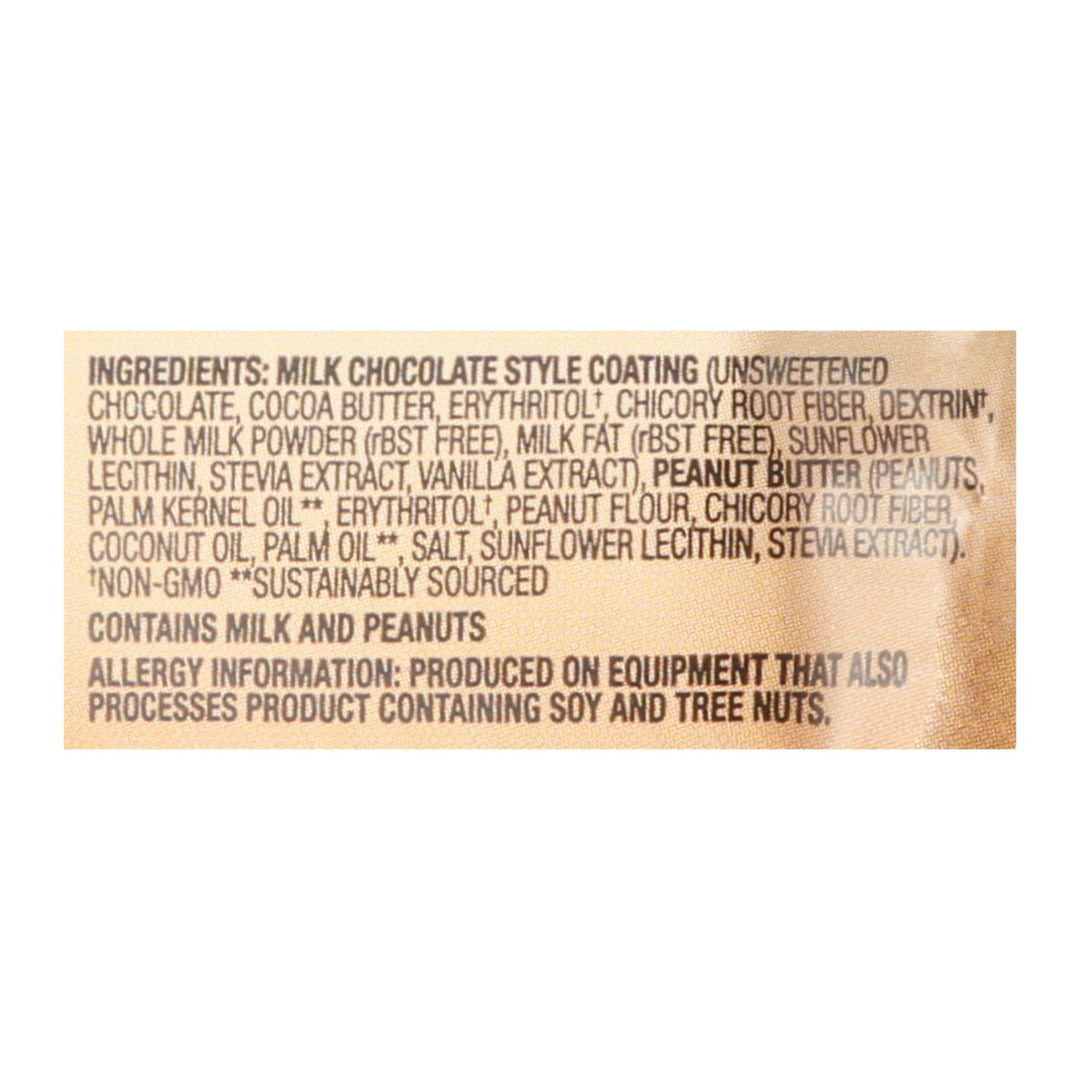 INGREDIENTS: MILK CHOCOLATE STYLE COATING (UNSWEETENED
CHOCOLATE, COCOA BUTTER, ERYTHRITOL†, CHICORY ROOT FIBER, DEXTRIN†,
WHOLE MILK POWDER (rBST FREE), MILK FAT (rBST FREE), SUNFLOWER
LECITHIN, STEVIA EXTRACT, VANILLA EXTRACT), PEANUT BUTTER (PEANUTS,
PALM KERNEL OIL**, ERYTHRITOL†, PEANUT FLOUR, CHICORY ROOT FIBER,
COCONUT OIL, PALM OIL**, SALT, SUNFLOWER LECITHIN, STEVIA EXTRACT).
†NON-GMO **SUSTAINABLY SOURCED
CONTAINS MILK AND PEANUTS
ALLERGY INFORMATION: PRODUCED ON EQUIPMENT THAT ALSO
PROCESSES PRODUCT CONTAINING SOY AND TREE NUTS.